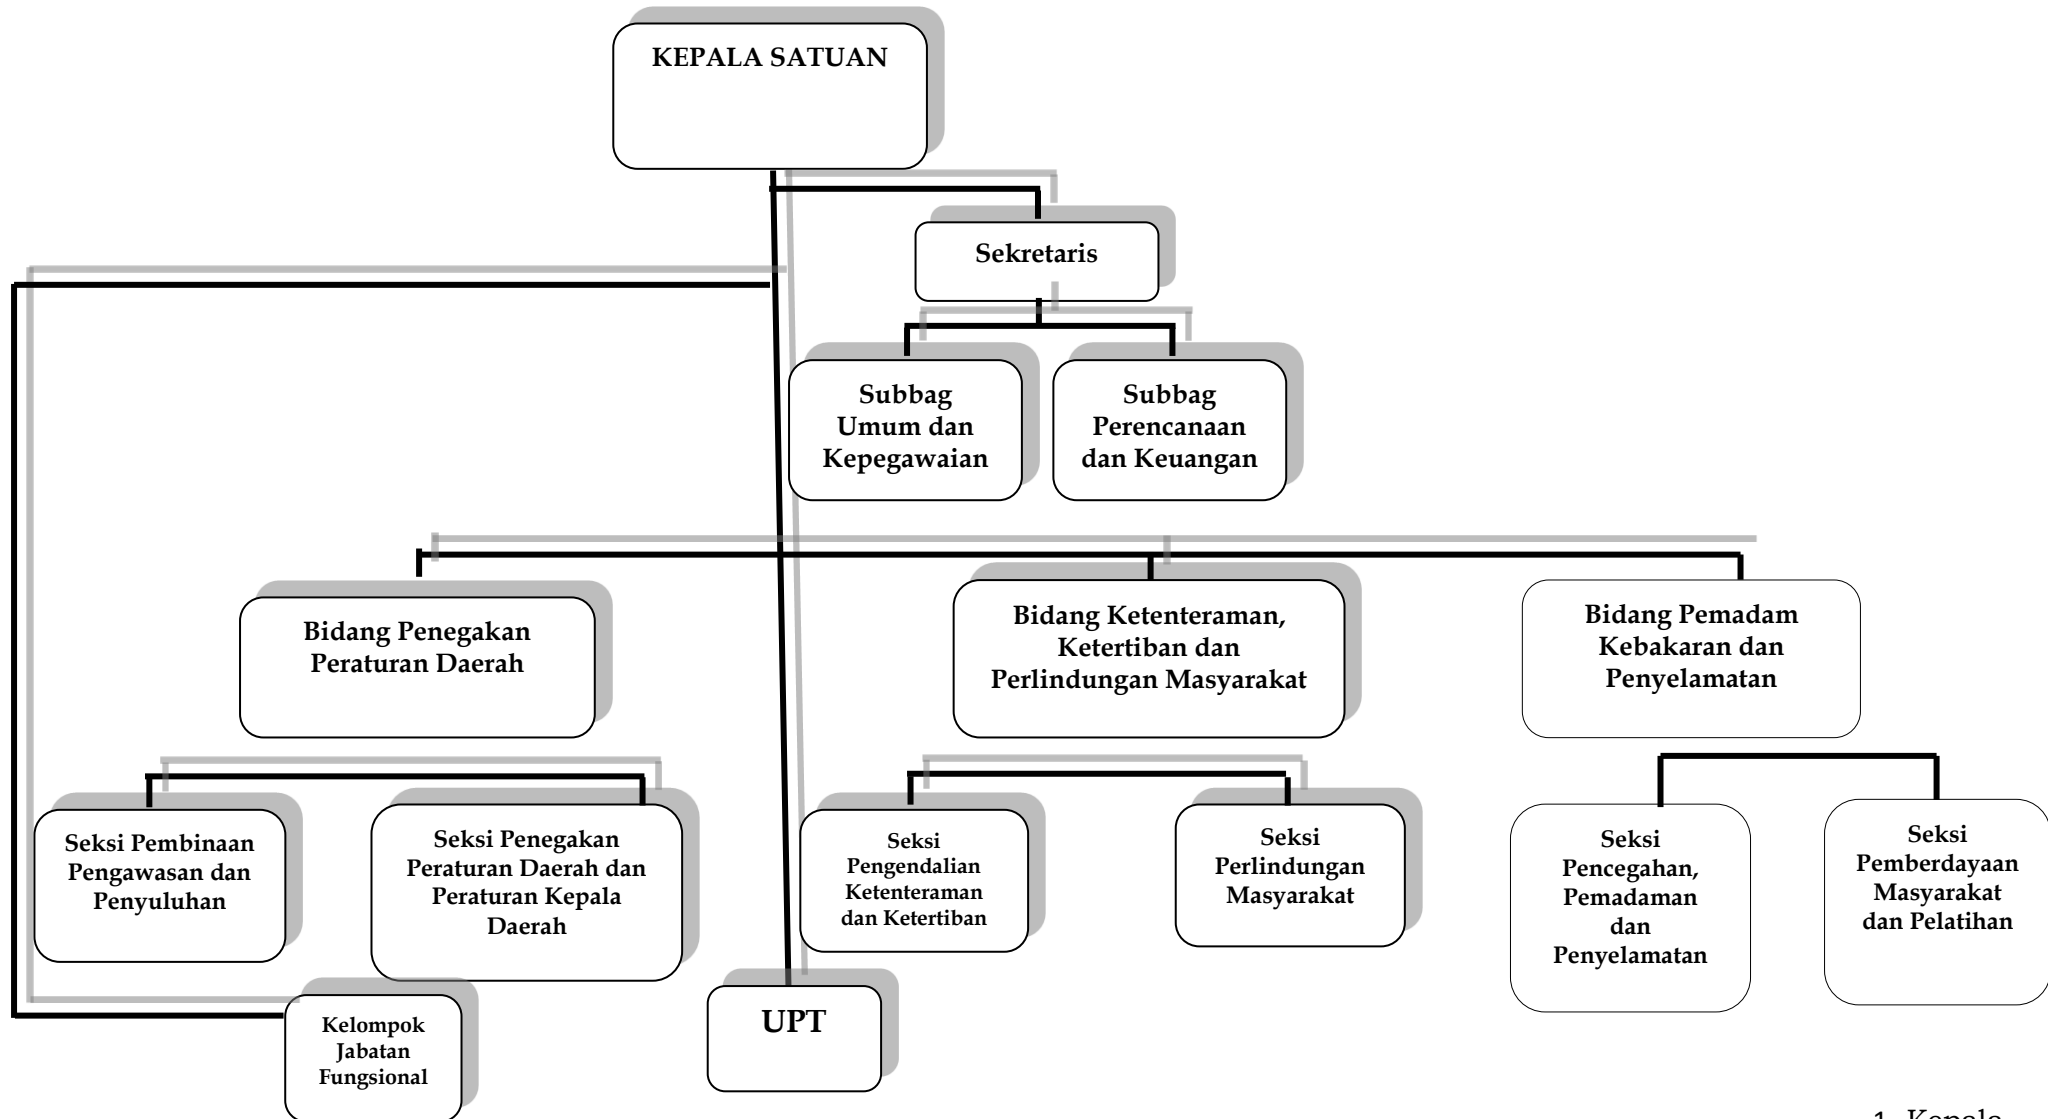 KEPALA SATUAN
Sekretaris
Subbag
Umum dan
Kepegawaian
Subbag
Perencanaan
dan Keuangan
Bidang Penegakan
Peraturan Daerah
Bidang Ketenteraman,
Ketertiban dan
Perlindungan Masyarakat
Bidang Pemadam
Kebakaran dan
Penyelamatan
Seksi Pembinaan
Pengawasan dan
Penyuluhan
Seksi Penegakan
Peraturan Daerah dan
Peraturan Kepala
Daerah
Seksi
Pengendalian
Ketenteraman
dan Ketertiban
Seksi
Perlindungan
Masyarakat
Seksi
Pencegahan,
Pemadaman
dan
Penyelamatan
Seksi
Pemberdayaan
Masyarakat
dan Pelatihan
Kelompok
Jabatan
Fungsional
UPT
1. Kepala